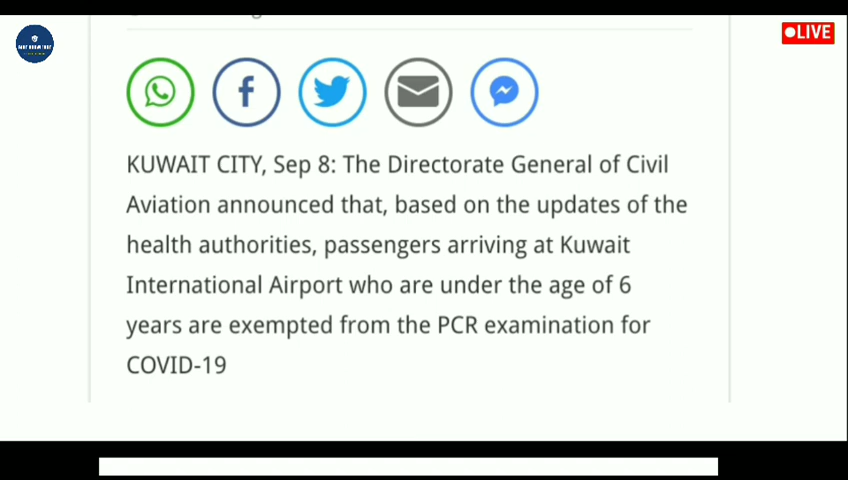 LIVE
KUWAIT CITY, Sep 8: The Directorate General of Civil
Aviation announced that, based on the updates of the
health authorities, passengers arriving at Kuwait
International Airport who are under the age of 6
years are exempted from the PCR examination for
COVID-19